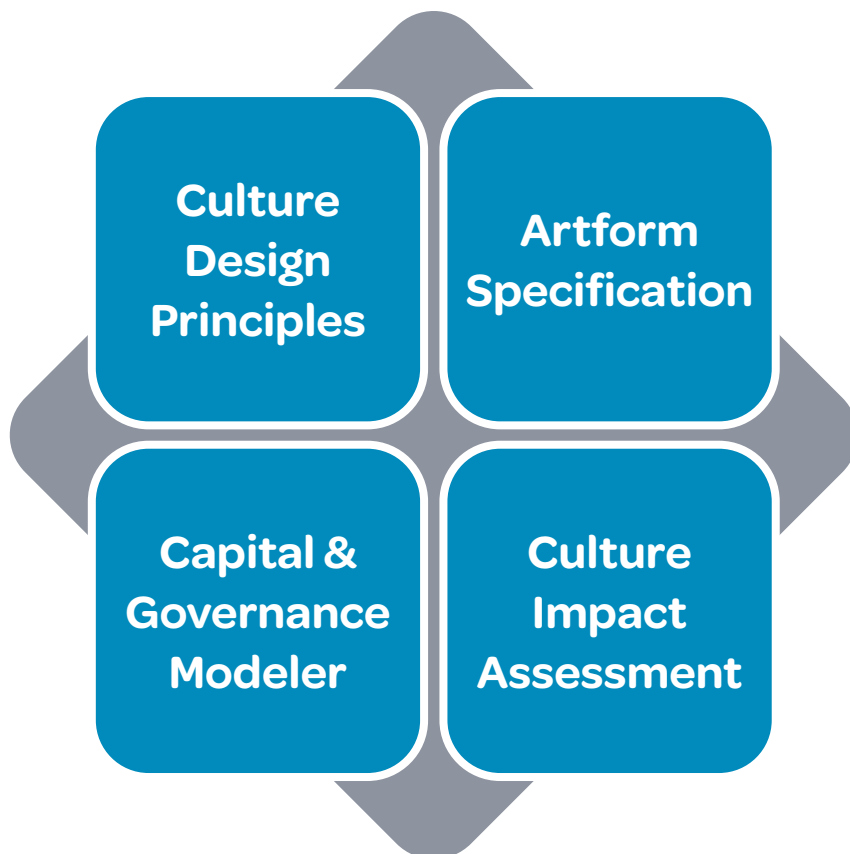 Culture
Design
Principles
Artform
Specification
Capital &
Governance
Modeler
Culture
Impact
Assessment